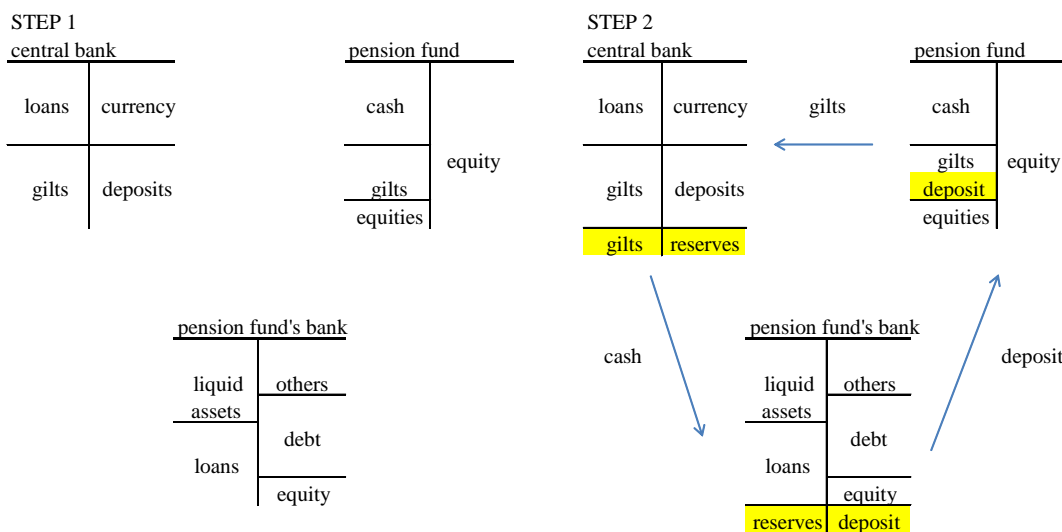 STEP 1
central bank
pension fund
loans
currency
cash
equity
gilts
deposits
gilts
equities
pension fund's bank
liquid
assets
others
debt
loans
equity
STEP 2
central bank
pension fund
loans
currency
gilts
cash
gilts
deposits
gilts
equity
deposit
equities
gilts
reserves
cash
pension fund's bank
deposit
liquid
assets
others
debt
loans
equity
reserves
deposit